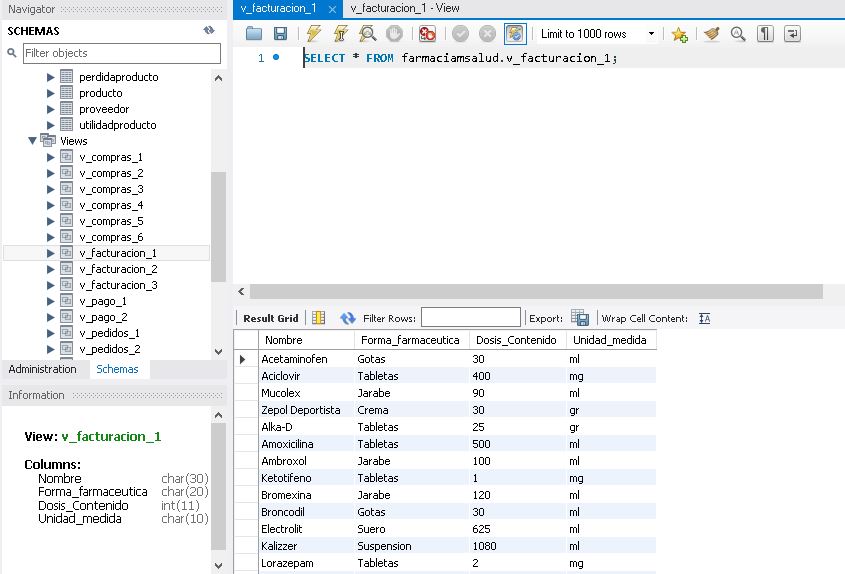 Navigator
SCHEMAS
Filter objects
perdidaproducto
producto
proveedor
utilidadproducto
Views
v_compras_1
v_compras_2
v_compras_3
v_compras_4
v_compras_5
v_compras_6
v_facturacion_1
v_facturacion_2
v_facturacion_3
v_pago_1
v_pago_2
v_pedidos_1
v_pedidos_2
Administration Schemas
Information
View: v_facturacion_1
Columns:
Nombre char(30)
Forma_farmaceutica char(20)
Dosis_Contenido int(11)
Unidad_medida char(10)
v_facturacion_1 v_facturacion_1 - View
Limit to 1000 rows
1 SELECT * FROM farmaciamsalud.v_facturacion_1;
Result Grid Filter Rows: Export: Wrap Cell Content:
Nombre Forma_farmaceutica Dosis_Contenido Unidad_medida
Acetaminofen Gotas 30 ml
Aciclovir Tabletas 400 mg
Mucolex Jarabe 90 ml
Zepol Deportista Crema 30 gr
Alka-D Tabletas 25 gr
Amoxicilina Tabletas 500 ml
Ambroxol Jarabe 100 ml
Ketotifeno Tabletas 1 mg
Bromexina Jarabe 120 ml
Broncodil Gotas 30 ml
Electrolit Suero 625 ml
Kalizzer Suspension 1080 ml
Lorazepam Tabletas 2 mg